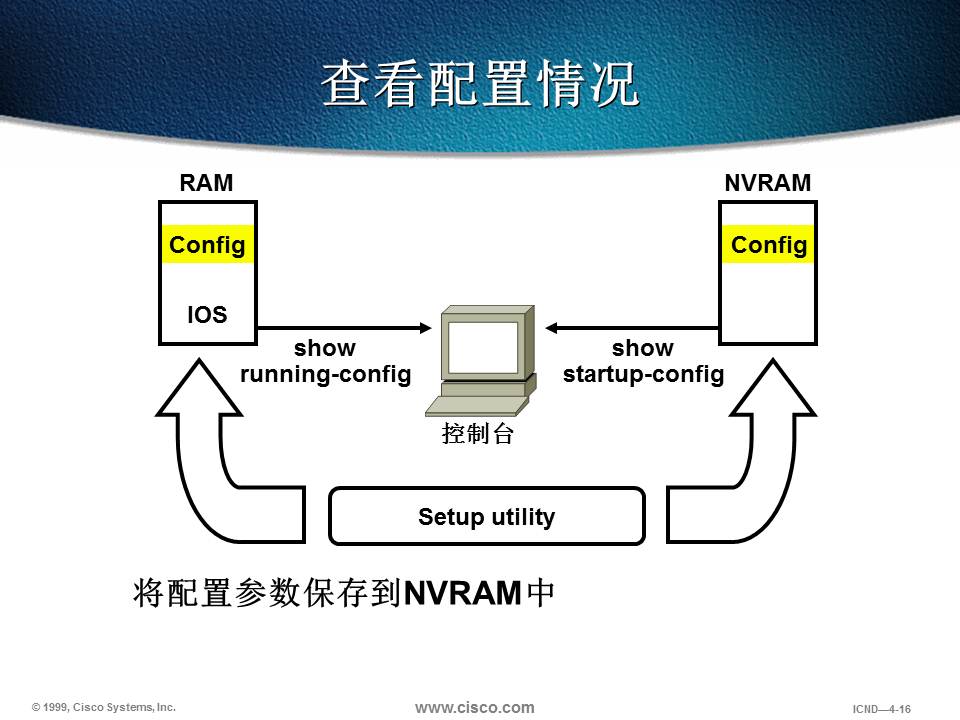 查看配置情况
RAM
NVRAM
Config
Config
IOS
show
running-config
show
startup-config
控制台
Setup utility
将配置参数保存到NVRAM中
© 1999, Cisco Systems, Inc.
www.cisco.com
ICND—4-16